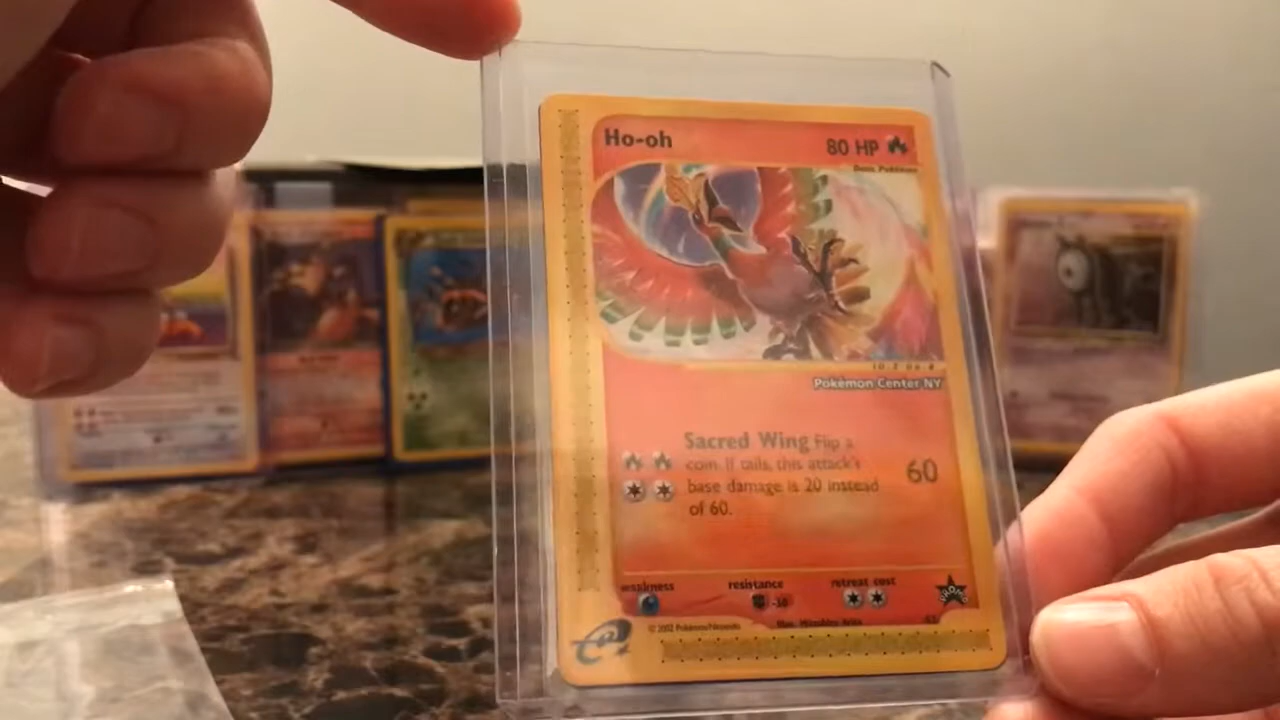 Ho-oh
80 HP
Basic Pokémon
Pokémon Center NY
Sacred Wing Flip a
coin. If tails, this attack's
base damage is 20 instead
of 60.
60
weakness
resistance
retreat cost
-30
PROMO
© 2002 Pokémon/Nintendo
e